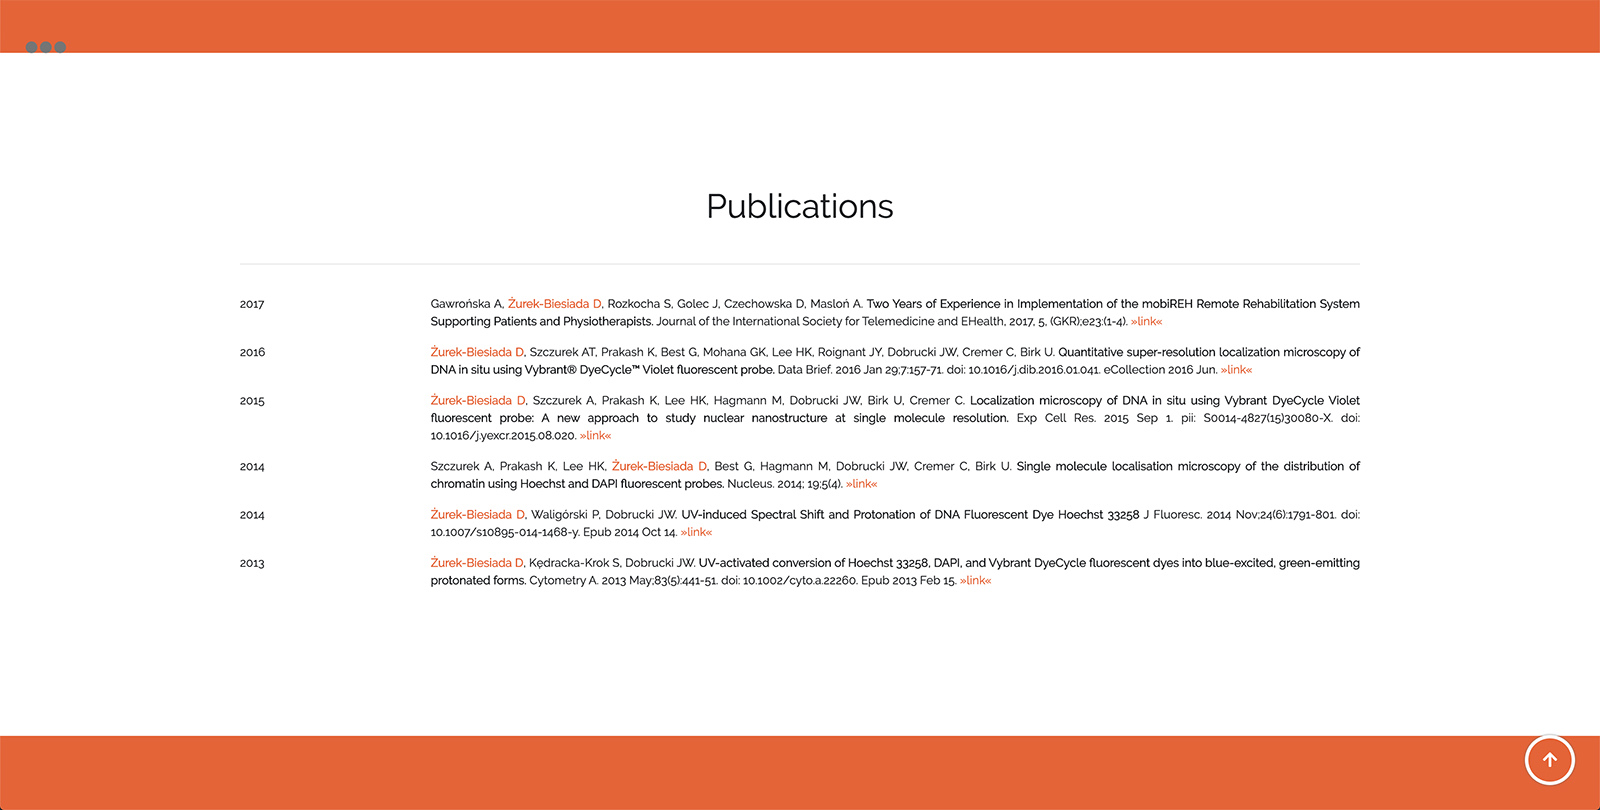 Publications
2017
Gawrońska A, Żurek-Biesiada D, Rozkocha S, Golec J, Czechowska D, Masloń A. Two Years of Experience in Implementation of the mobiREH Remote Rehabilitation System
Supporting Patients and Physiotherapists. Journal of the International Society for Telemedicine and EHealth, 2017, 5, (GKR);e23:(1-4). »link«
2016
Żurek-Biesiada D, Szczurek AT, Prakash K, Best G, Mohana GK, Lee HK, Roignant JY, Dobrucki JW, Cremer C, Birk U. Quantitative super-resolution localization microscopy of
DNA in situ using Vybrant® DyeCycle™ Violet fluorescent probe. Data Brief. 2016 Jan 29;7:157-71. doi: 10.1016/j.dib.2016.01.041. eCollection 2016 Jun. »link«
2015
Żurek-Biesiada D, Szczurek A, Prakash K, Lee HK, Hagmann M, Dobrucki JW, Birk U, Cremer C. Localization microscopy of DNA in situ using Vybrant DyeCycle Violet
fluorescent probe: A new approach to study nuclear nanostructure at single molecule resolution. Exp Cell Res. 2015 Sep 1. pii: S0014-4827(15)30080-X. doi:
10.1016/j.yexcr.2015.08.020. »link«
2014
Szczurek A, Prakash K, Lee HK, Żurek-Biesiada D, Best G, Hagmann M, Dobrucki JW, Cremer C, Birk U. Single molecule localisation microscopy of the distribution of
chromatin using Hoechst and DAPI fluorescent probes. Nucleus. 2014; 19;5(4). »link«
2014
Żurek-Biesiada D, Waligórski P, Dobrucki JW. UV-induced Spectral Shift and Protonation of DNA Fluorescent Dye Hoechst 33258 J Fluoresc. 2014 Nov;24(6):1791-801. doi:
10.1007/s10895-014-1468-y. Epub 2014 Oct 14. »link«
2013
Żurek-Biesiada D, Kędracka-Krok S, Dobrucki JW. UV-activated conversion of Hoechst 33258, DAPI, and Vybrant DyeCycle fluorescent dyes into blue-excited, green-emitting
protonated forms. Cytometry A. 2013 May;83(5):441-51. doi: 10.1002/cyto.a.22260. Epub 2013 Feb 15. »link«